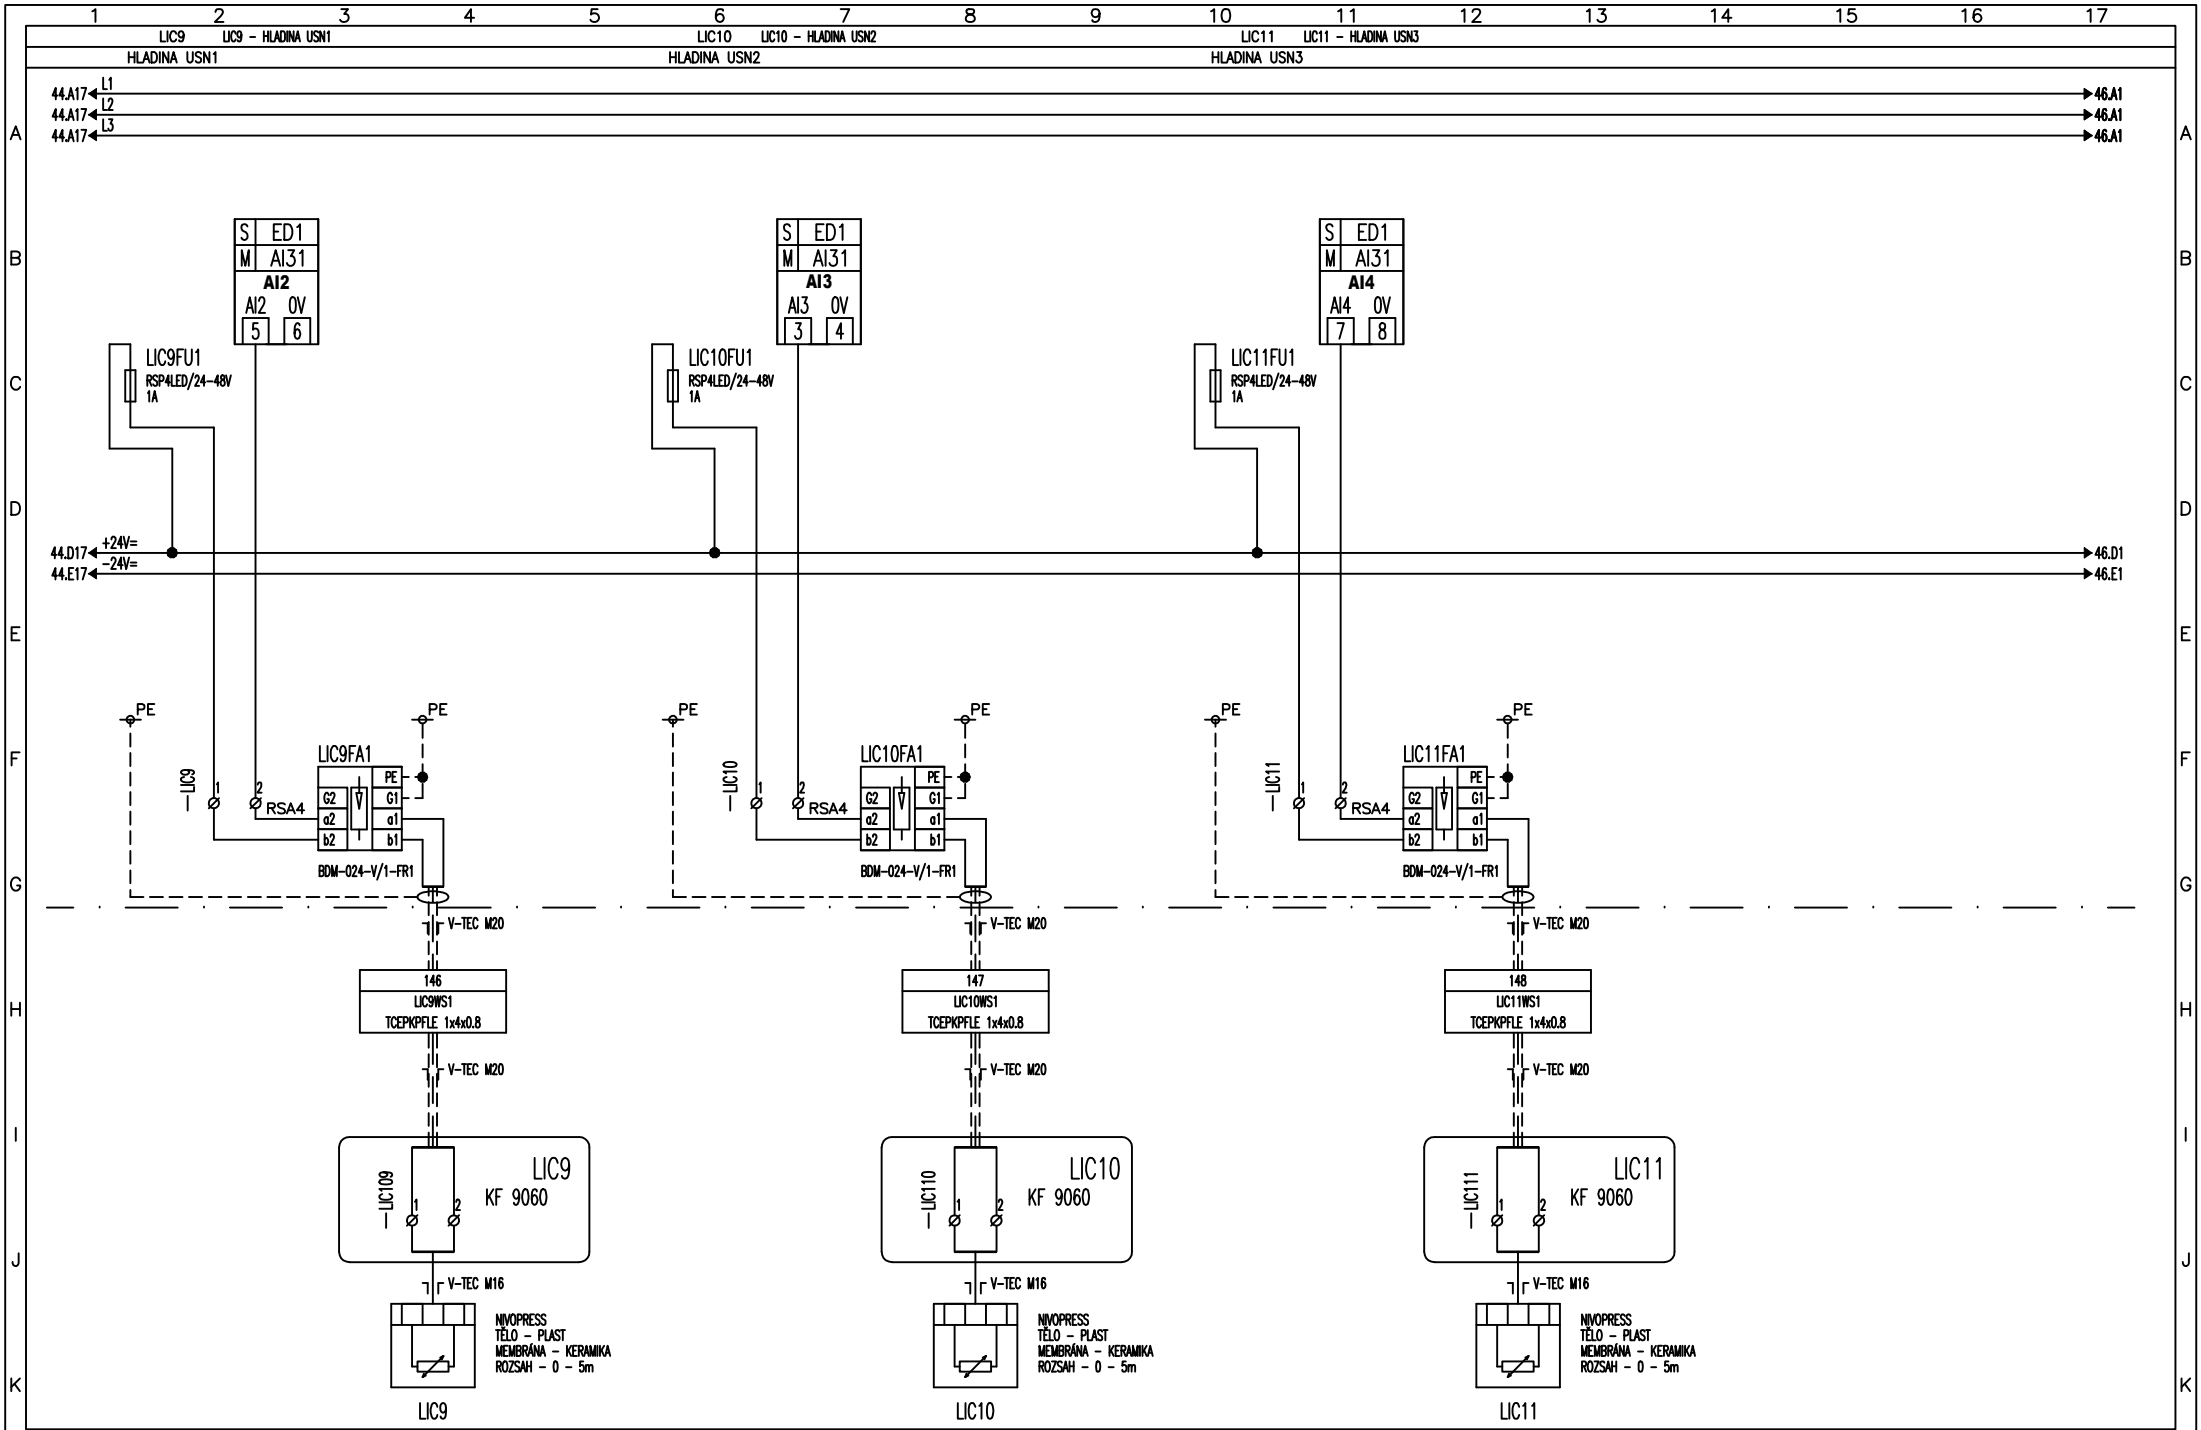 1 2 3 4 5 6 7 8 9 10 11 12 13 14 15 16 17
LIC9 LIC9 - HLADINA USN1 LIC10 LIC10 - HLADINA USN2 LIC11 LIC11 - HLADINA USN3
HLADINA USN1 HLADINA USN2 HLADINA USN3
44.A17 L1 46.A1
44.A17 L2 46.A1
44.A17 L3 46.A1
A A
S ED1 S ED1 S ED1
B M AI31 M AI31 M AI31 B
AI2 AI3 AI4
AI2 0V AI3 0V AI4 0V
5 6 3 4 7 8
LIC9FU1 LIC10FU1 LIC11FU1
C RSP4LED/24-48V RSP4LED/24-48V RSP4LED/24-48V C
1A 1A 1A
D D
44.D17 +24V= 46.D1
44.E17 -24V= 46.E1
E E
PE PE PE PE PE PE
F LIC9FA1 LIC10FA1 LIC11FA1 F
PE PE PE
-LIC9 1 2 -LIC10 1 2 -LIC11 1 2
RSA4 G2 G1 RSA4 G2 G1 RSA4 G2 G1
a2 a1 a2 a1 a2 a1
b2 b1 b2 b1 b2 b1
BDM-024-V/1-FR1 BDM-024-V/1-FR1 BDM-024-V/1-FR1
G G
V-TEC M20 V-TEC M20 V-TEC M20
146 147 148
H LIC9WS1 LIC10WS1 LIC11WS1 H
TCEPKPFLE 1x4x0.8 TCEPKPFLE 1x4x0.8 TCEPKPFLE 1x4x0.8
V-TEC M20 V-TEC M20 V-TEC M20
I I
LIC9 LIC10 LIC11
-LIC109 1 2 KF 9060 -LIC110 1 2 KF 9060 -LIC111 1 2 KF 9060
J J
V-TEC M16 V-TEC M16 V-TEC M16
NIVOPRESS NIVOPRESS NIVOPRESS
TĚLO - PLAST TĚLO - PLAST TĚLO - PLAST
MEMBRÁNA - KERAMIKA MEMBRÁNA - KERAMIKA MEMBRÁNA - KERAMIKA
ROZSAH - 0 - 5m ROZSAH - 0 - 5m ROZSAH - 0 - 5m
K K
LIC9 LIC10 LIC11